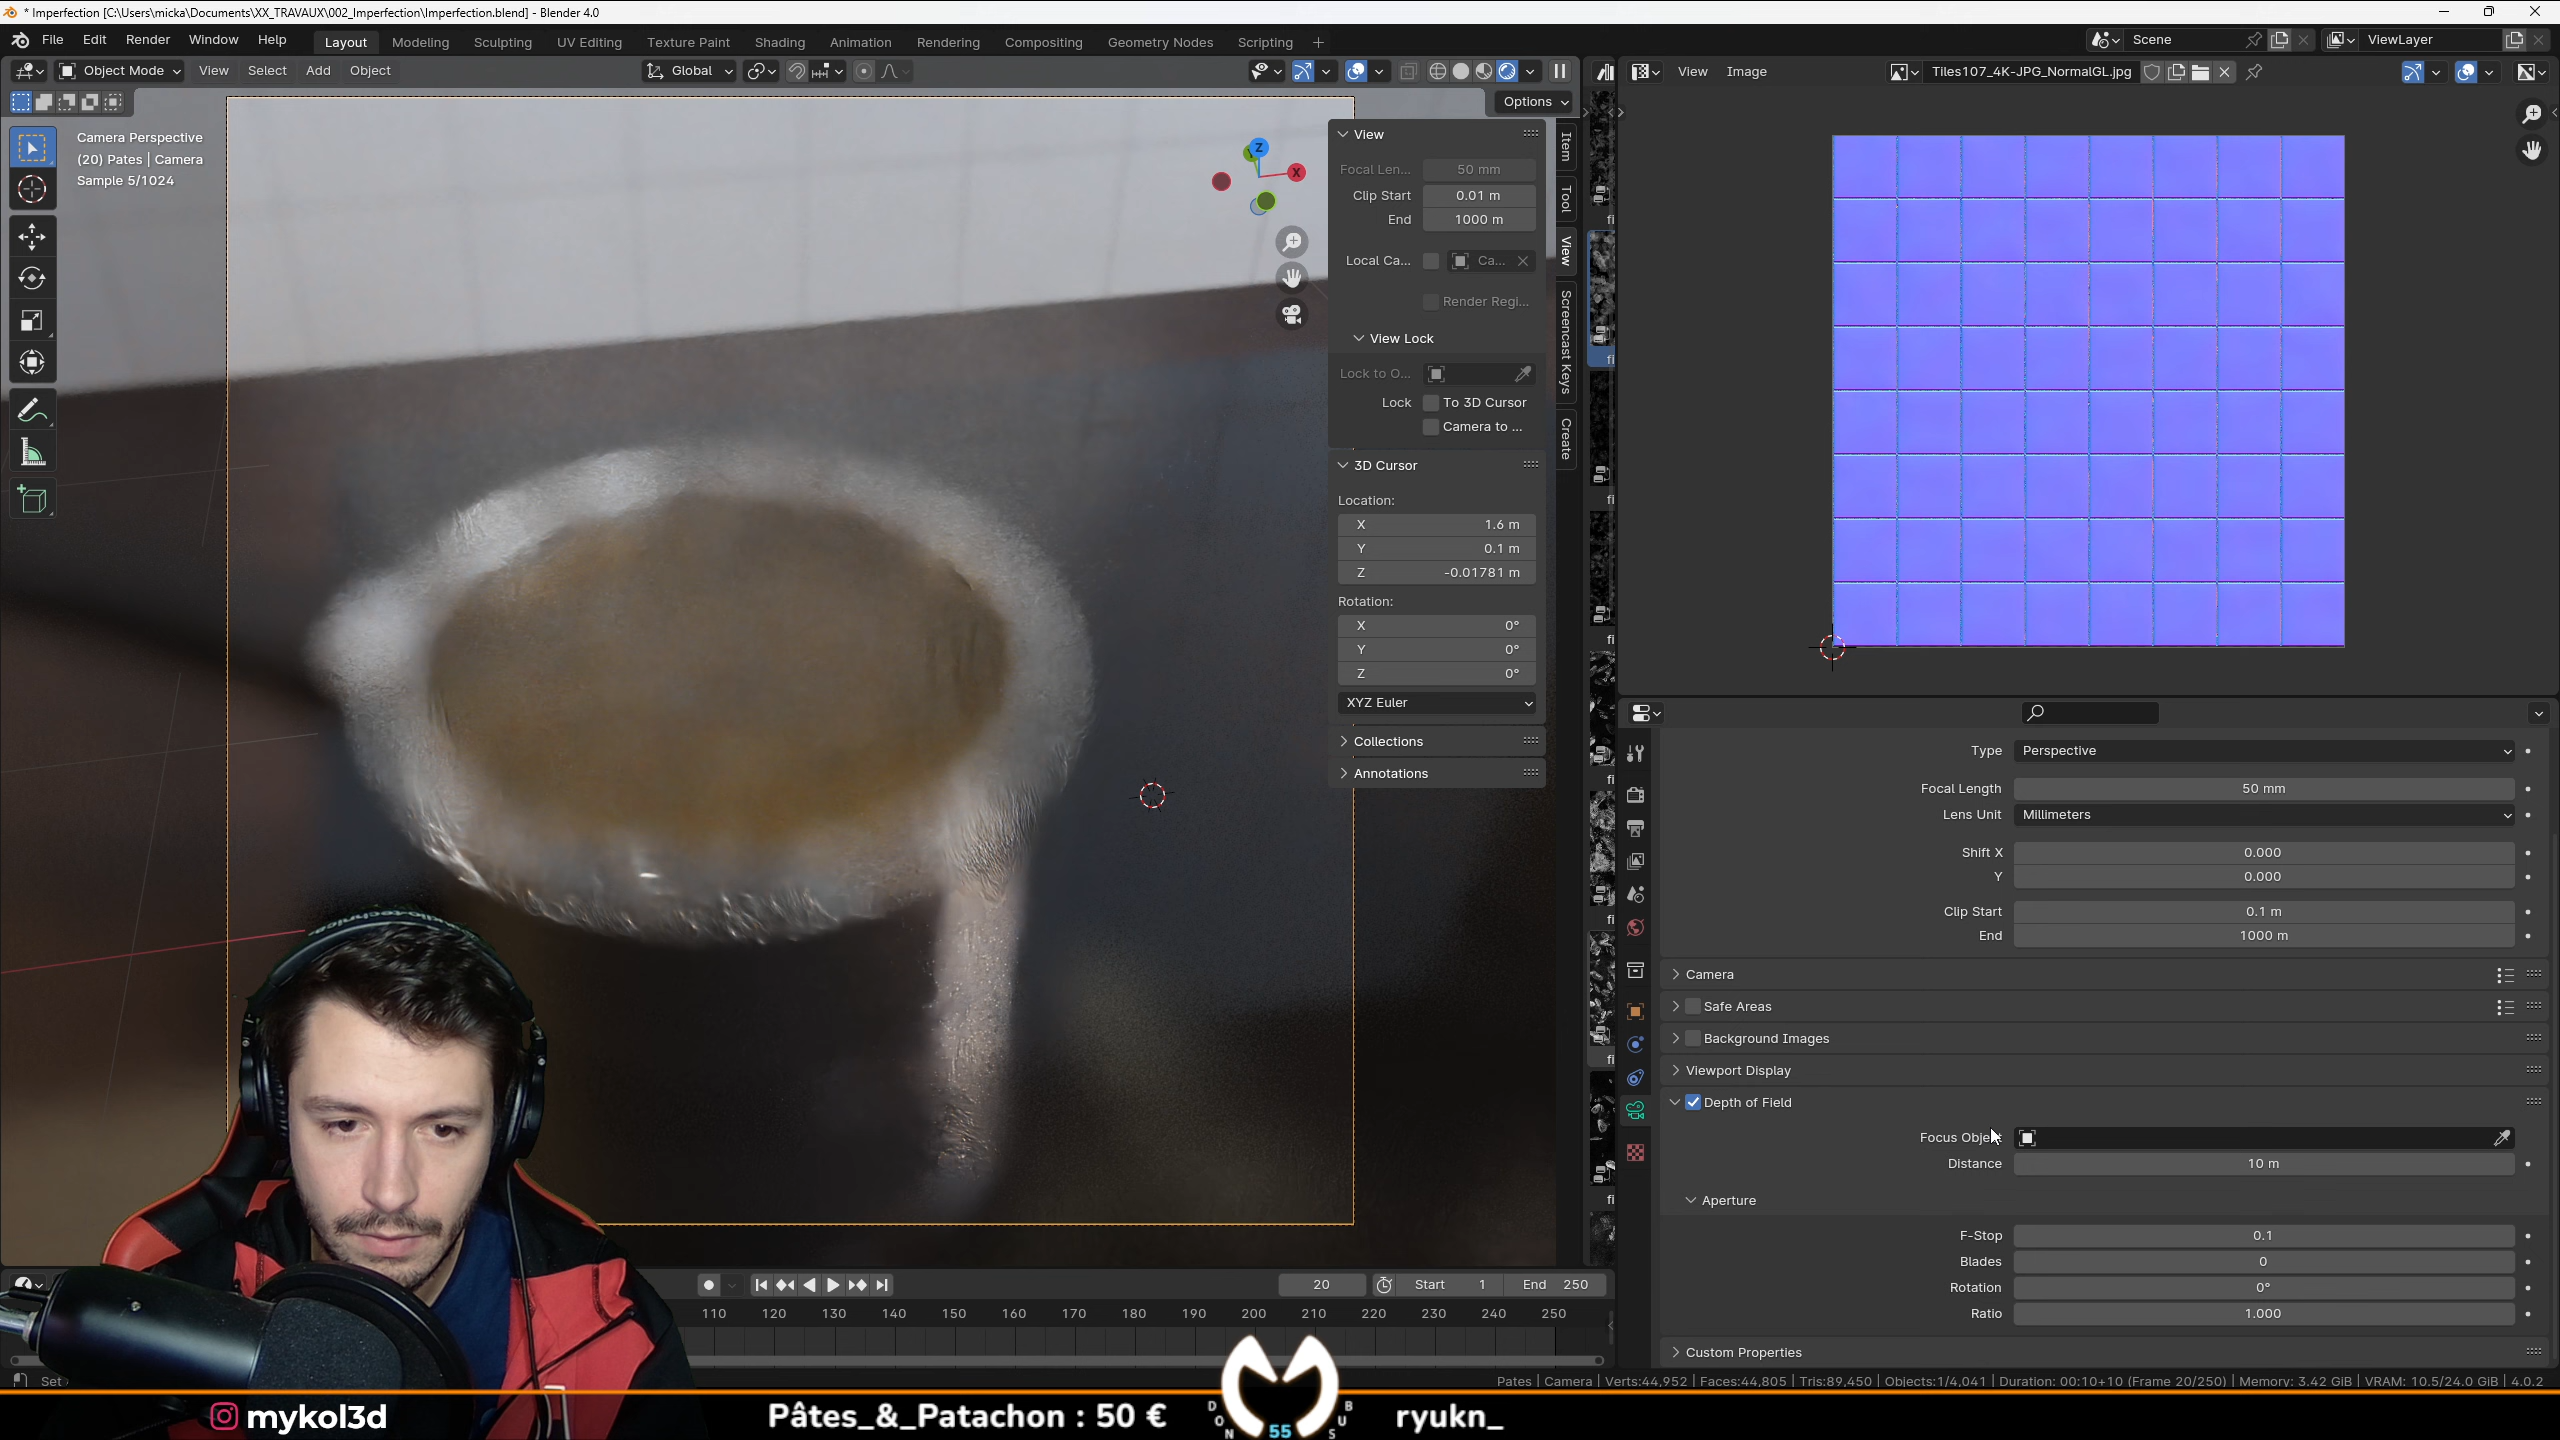 * Imperfection [C:\Users\micka\Documents\XX_TRAVAUX\002_Imperfection\Imperfection.blend] - Blender 4.0
File Edit Render Window Help
Layout Modeling Sculpting UV Editing Texture Paint Shading Animation Rendering Compositing Geometry Nodes Scripting
Scene
ViewLayer
Object Mode View Select Add Object
Global
Options
View Image
Tiles107_4K-JPG_NormalGL.jpg
Camera Perspective
(20) Pates | Camera
Sample 5/1024
Z
X
View
Focal Len... 50 mm
Clip Start 0.01 m
End 1000 m
Local Ca... Ca...
Render Regi...
View Lock
Lock to O...
Lock To 3D Cursor
Camera to ...
3D Cursor
Location:
X 1.6 m
Y 0.1 m
Z -0.01781 m
Rotation:
X 0°
Y 0°
Z 0°
XYZ Euler
Collections
Annotations
Item
Tool
View
Screencast Keys
Create
Type Perspective
Focal Length 50 mm
Lens Unit Millimeters
Shift X 0.000
Y 0.000
Clip Start 0.1 m
End 1000 m
Camera
Safe Areas
Background Images
Viewport Display
Depth of Field
Focus Obje
Distance 10 m
Aperture
F-Stop 0.1
Blades 0
Rotation 0°
Ratio 1.000
Custom Properties
20 Start 1 End 250
110 120 130 140 150 160 170 180 190 200 210 220 230 240 250
Set
Pates | Camera | Verts:44,952 | Faces:44,805 | Tris:89,450 | Objects:1/4,041 | Duration: 00:10+10 (Frame 20/250) | Memory: 3.42 GiB | VRAM: 10.5/24.0 GiB | 4.0.2
mykol3d
Pâtes_&_Patachon : 50 €
DON 55 BUS
ryukn_